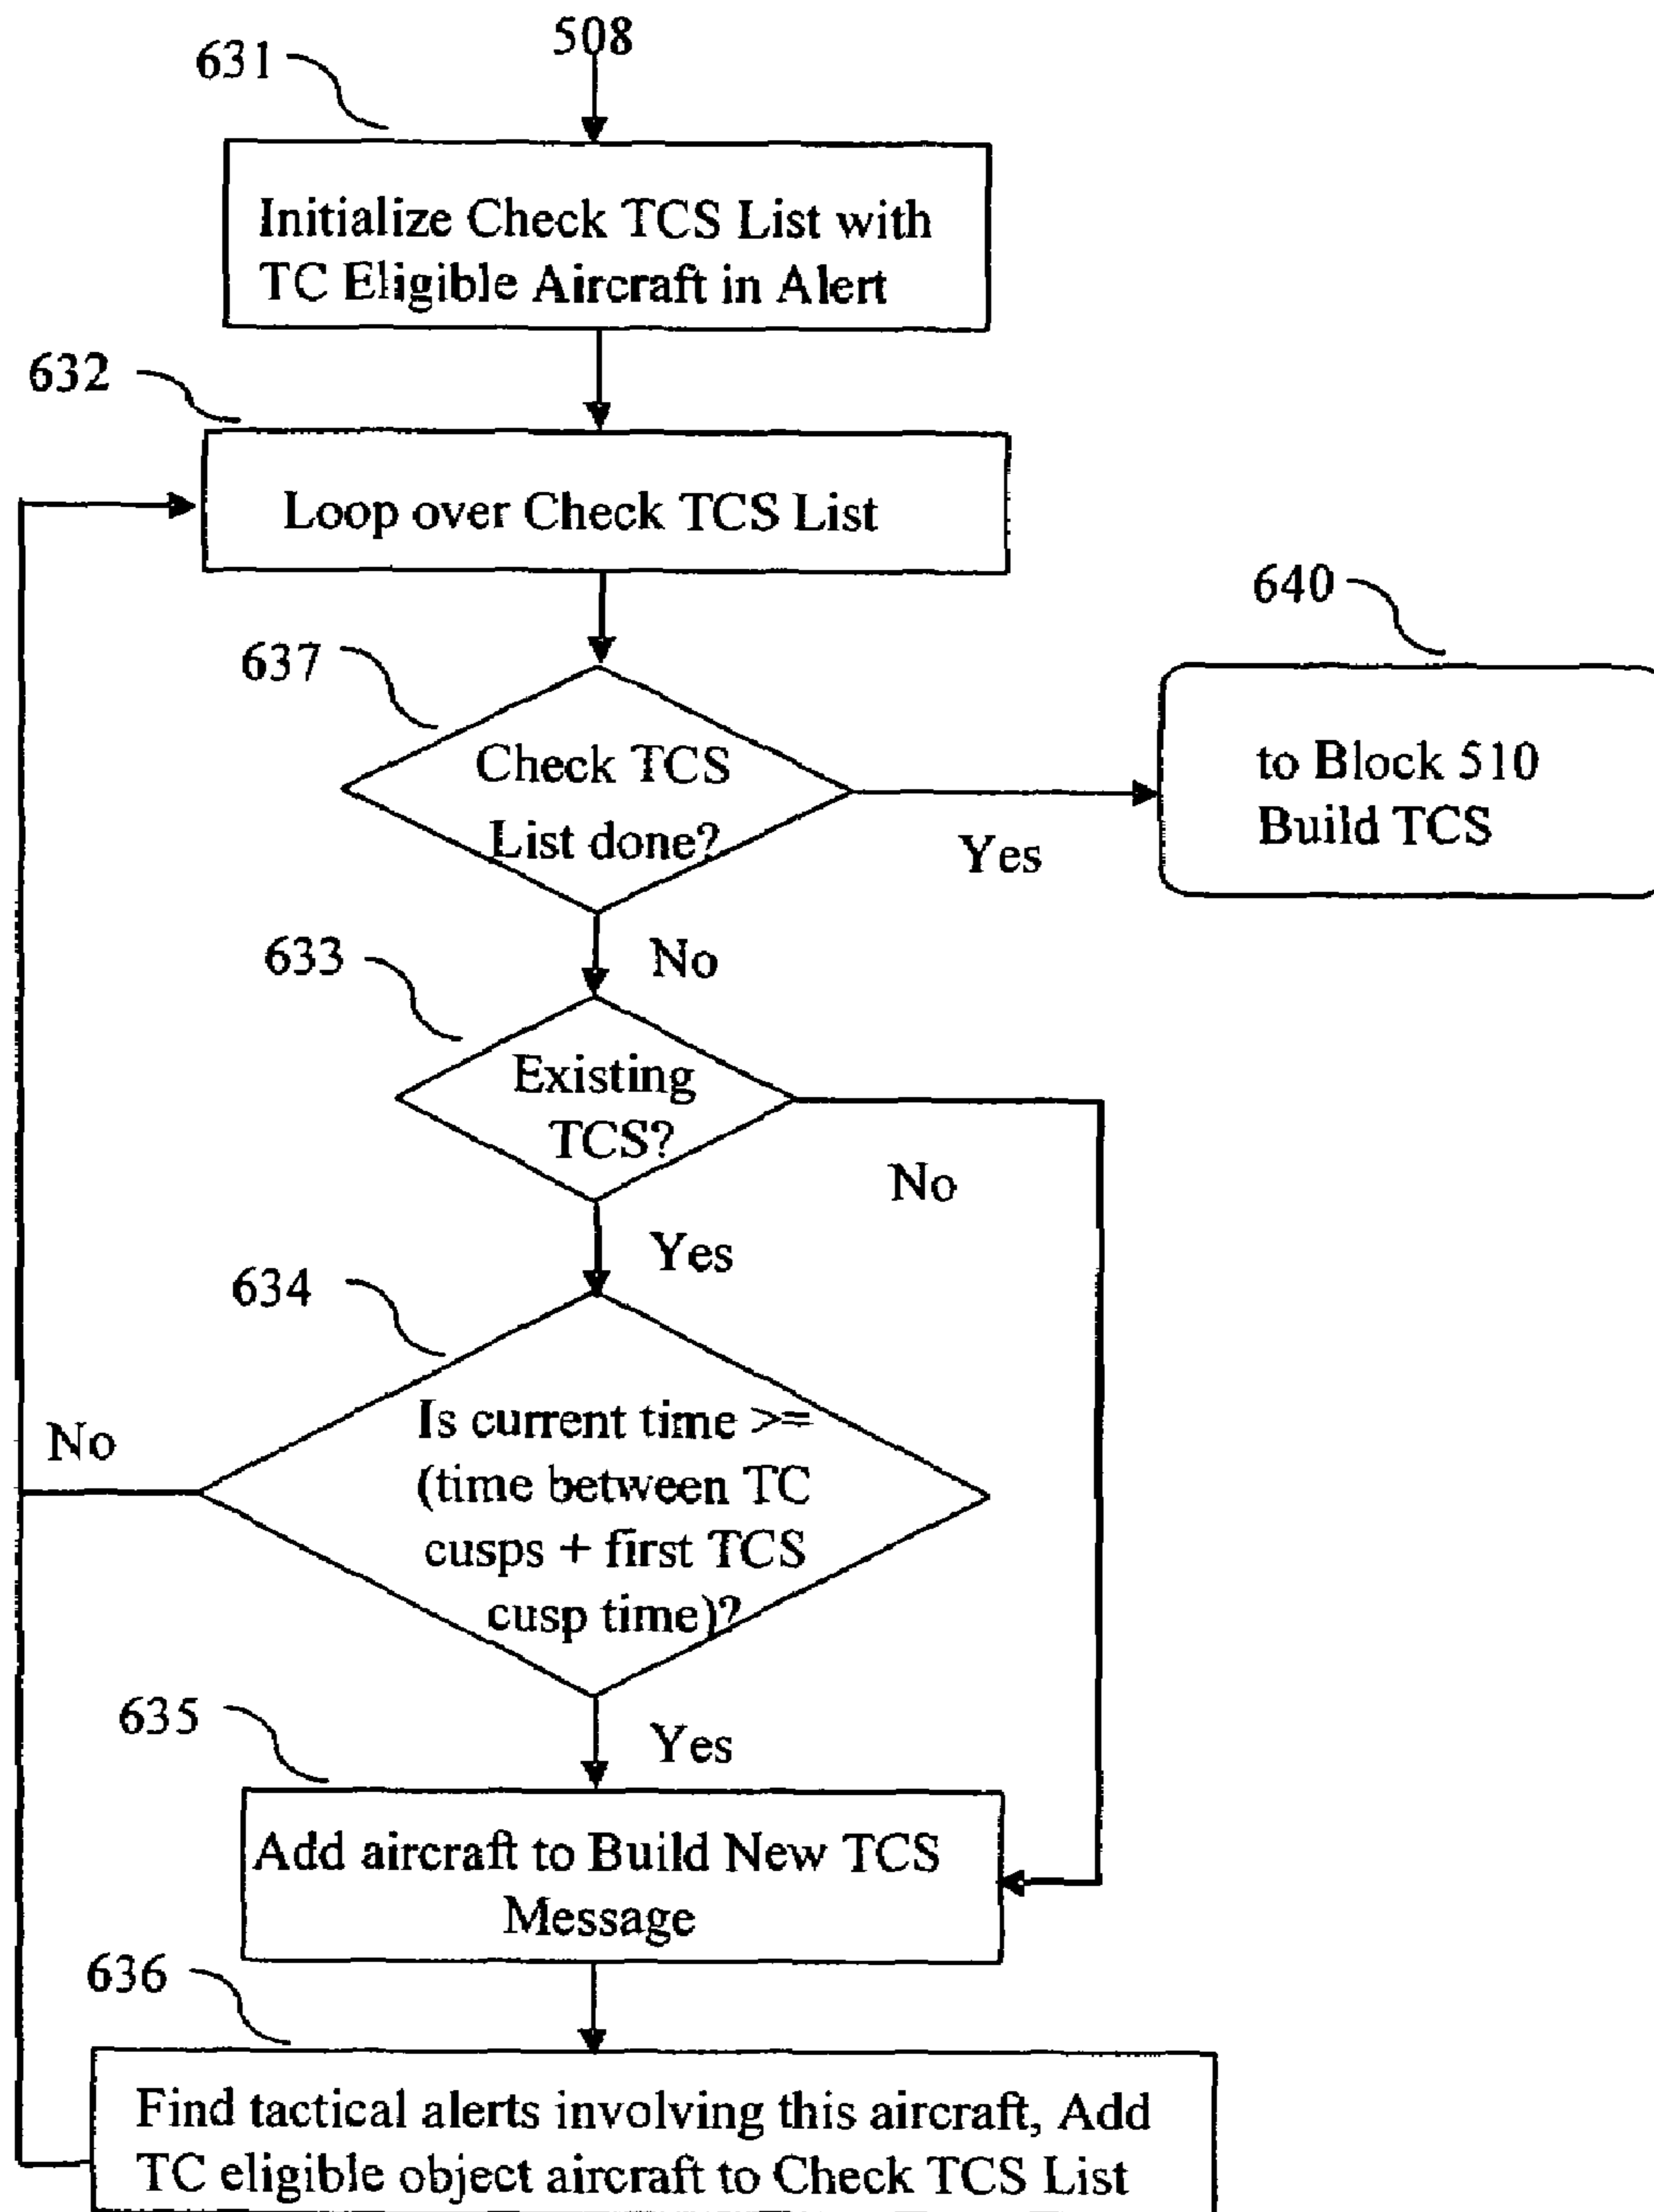 508
631
Initialize Check TCS List with
TC Eligible Aircraft in Alert
632
Loop over Check TCS List
640
637
Check TCS
List done?
to Block 510
Build TCS
Yes
633
No
Existing
TCS?
No
Yes
634
Is current time >=
(time between TC
cusps + first TCS
cusp time)?
No
635
Yes
Add aircraft to Build New TCS
Message
636
Find tactical alerts involving this aircraft, Add
TC eligible object aircraft to Check TCS List